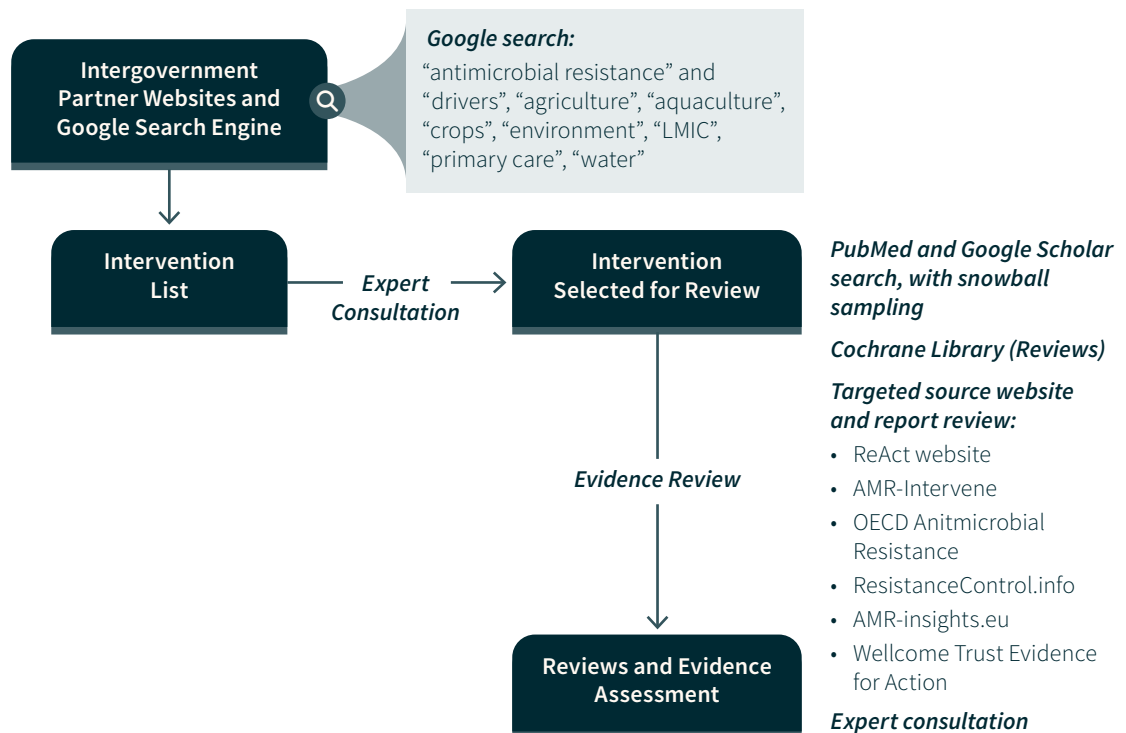 Intergovernment
Partner Websites and
Google Search Engine
Google search:
“antimicrobial resistance” and
“drivers”, “agriculture”, “aquaculture”,
“crops”, “environment”, “LMIC”,
“primary care”, “water”
Intervention
List
Expert
Consultation
Intervention
Selected for Review
PubMed and Google Scholar
search, with snowball
sampling
Cochrane Library (Reviews)
Targeted source website
and report review:
• ReAct website
• AMR-Intervene
• OECD Anitmicrobial
Resistance
• ResistanceControl.info
• AMR-insights.eu
• Wellcome Trust Evidence
for Action
Expert consultation
Evidence Review
Reviews and Evidence
Assessment